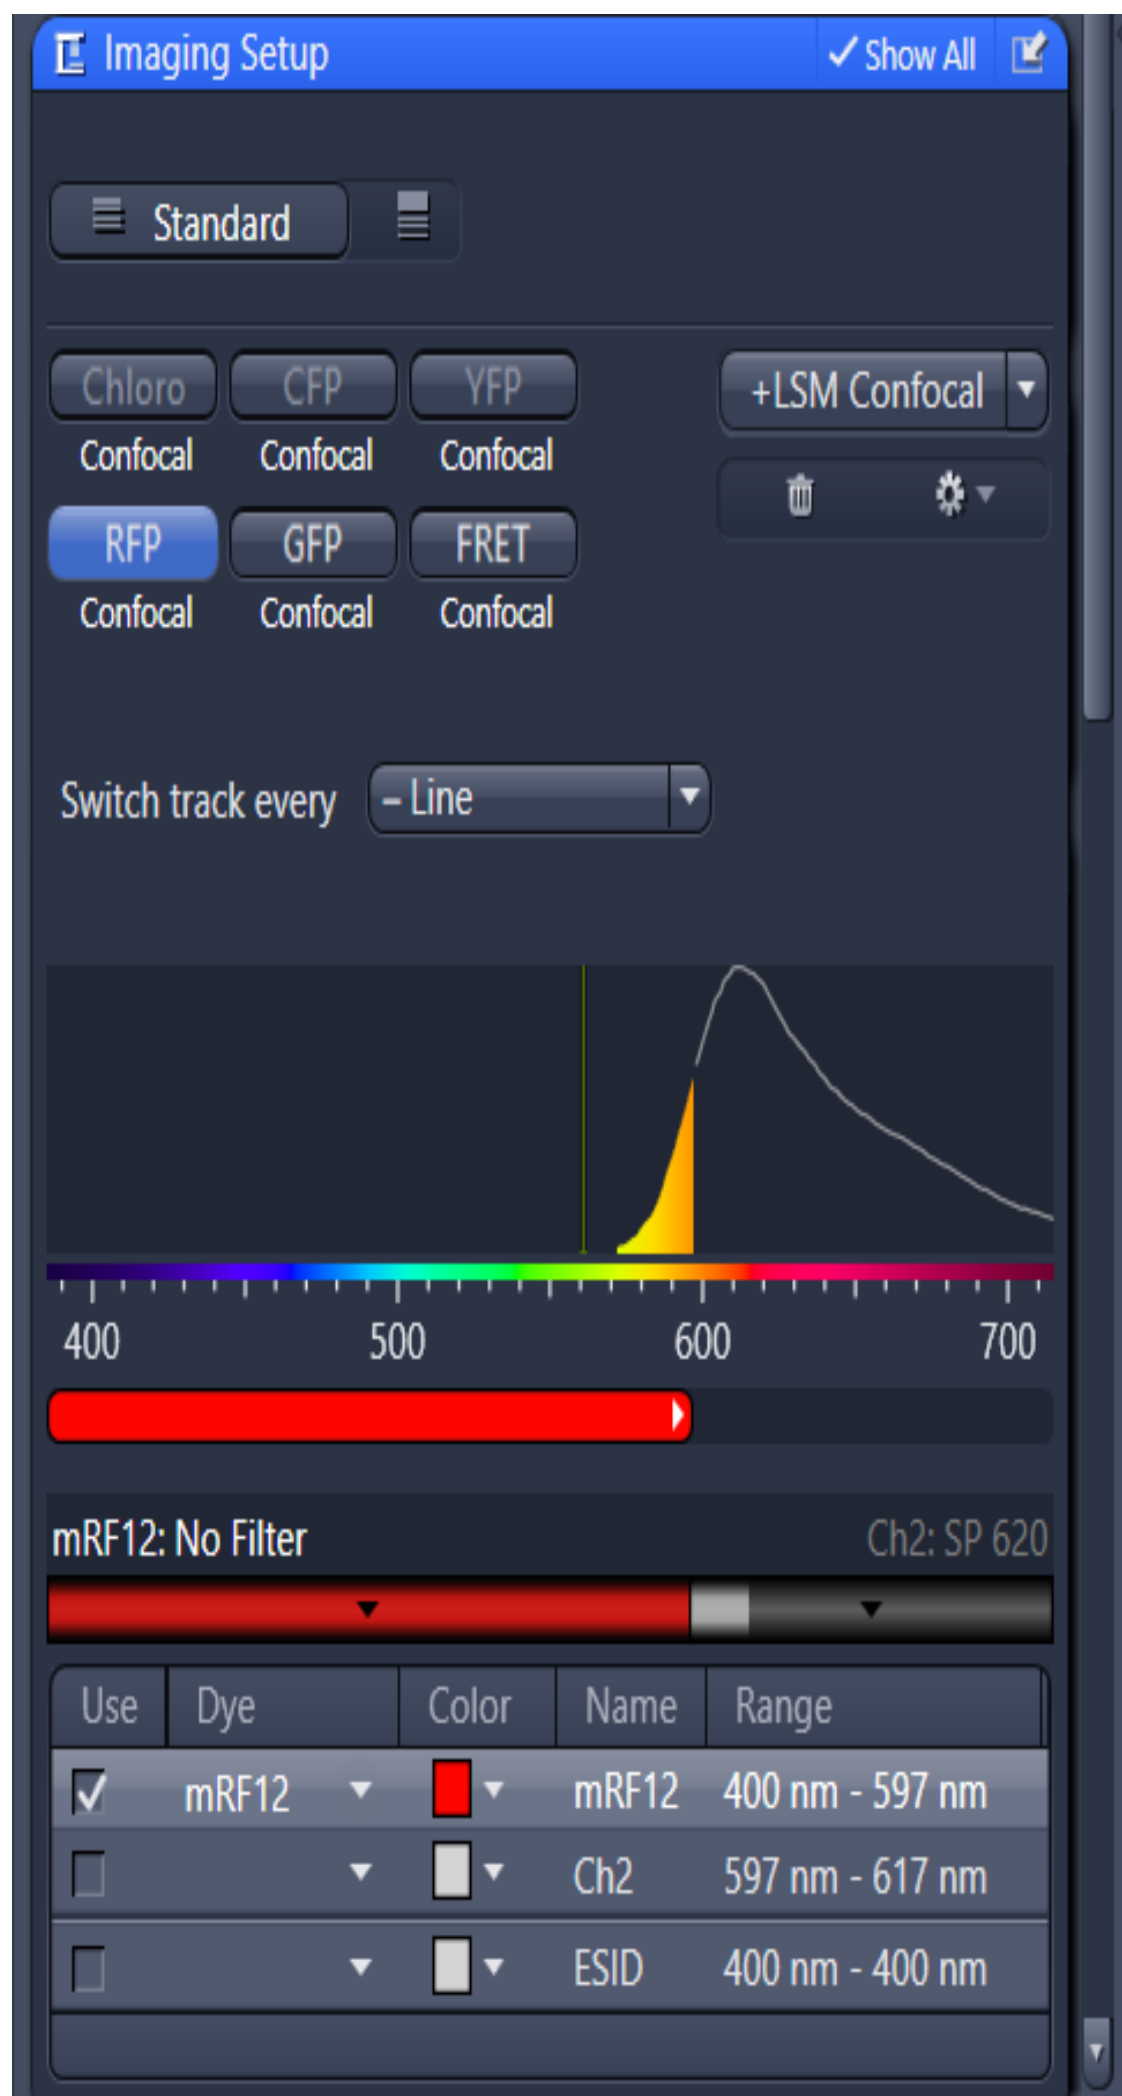 Imaging Setup ✓ Show All
Standard
Chloro CFP YFP +LSM Confocal
Confocal Confocal Confocal
RFP GFP FRET
Confocal Confocal Confocal
Switch track every – Line
400 500 600 700
mRF12: No Filter Ch2: SP 620
Use Dye Color Name Range
mRF12 mRF12 400 nm - 597 nm
Ch2 597 nm - 617 nm
ESID 400 nm - 400 nm